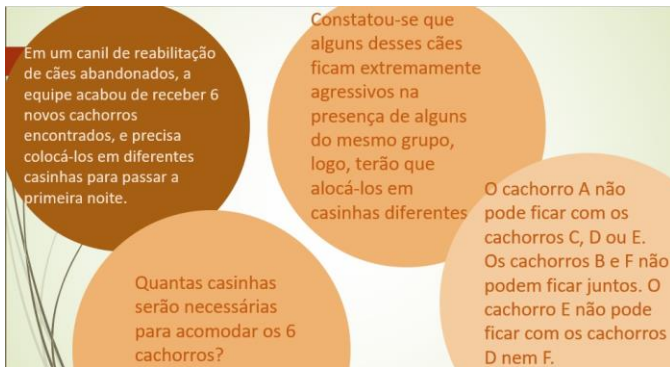 Em um canil de reabilitação
de cães abandonados, a
equipe acabou de receber 6
novos cachorros
encontrados, e precisa
colocá-los em diferentes
casinhas para passar a
primeira noite.
Constatou-se que
alguns desses cães
ficam extremamente
agressivos na
presença de alguns
do mesmo grupo,
logo, terão que
alocá-los em
casinhas diferentes
O cachorro A não
pode ficar com os
cachorros C, D ou E.
Os cachorros B e F não
podem ficar juntos. O
cachorro E não pode
ficar com os cachorros
D nem F.
Quantas casinhas
serão necessárias
para acomodar os 6
cachorros?